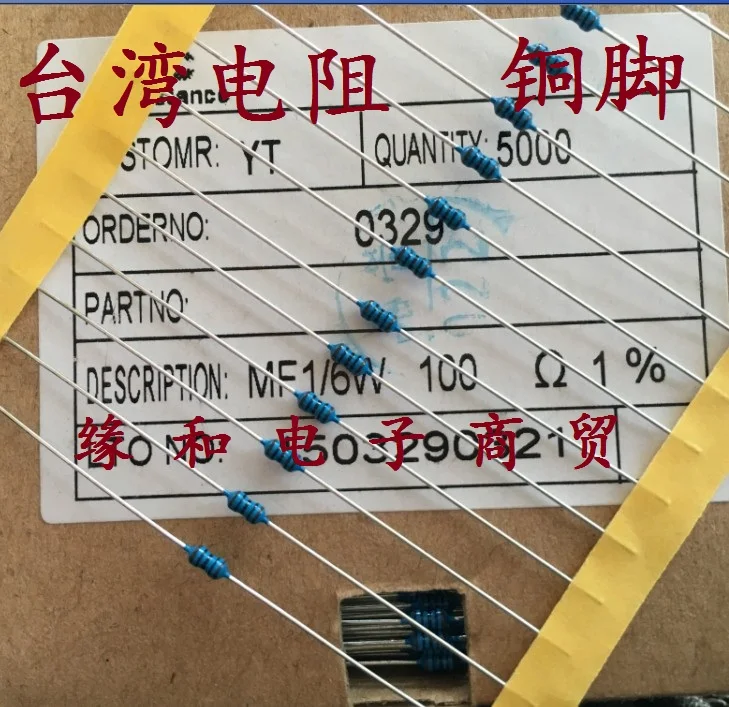 台湾电阻 铜脚
STOMR: YT QUANTITY: 5000
ORDERNO: 0329
PARTNO:
DESCRIPTION: MF1/6W 100 Ω 1 %
缘和电子商贸
NO: